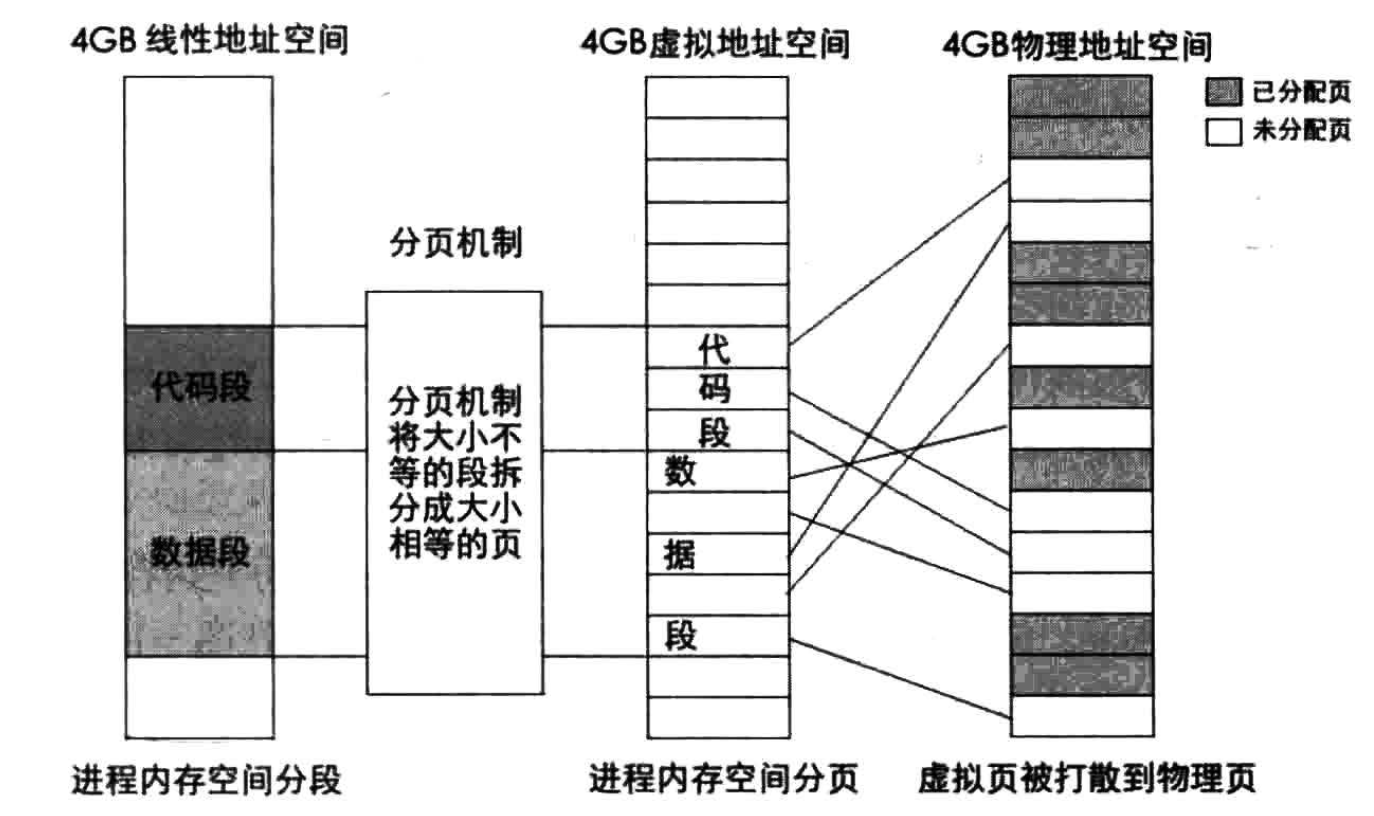 4GB 线性地址空间
4GB虚拟地址空间
4GB物理地址空间
已分配页
未分配页
分页机制
代码段
数据段
分页机制
将大小不
等的段拆
分成大小
相等的页
代
码
段
数
据
段
进程内存空间分段
进程内存空间分页
虚拟页被打散到物理页